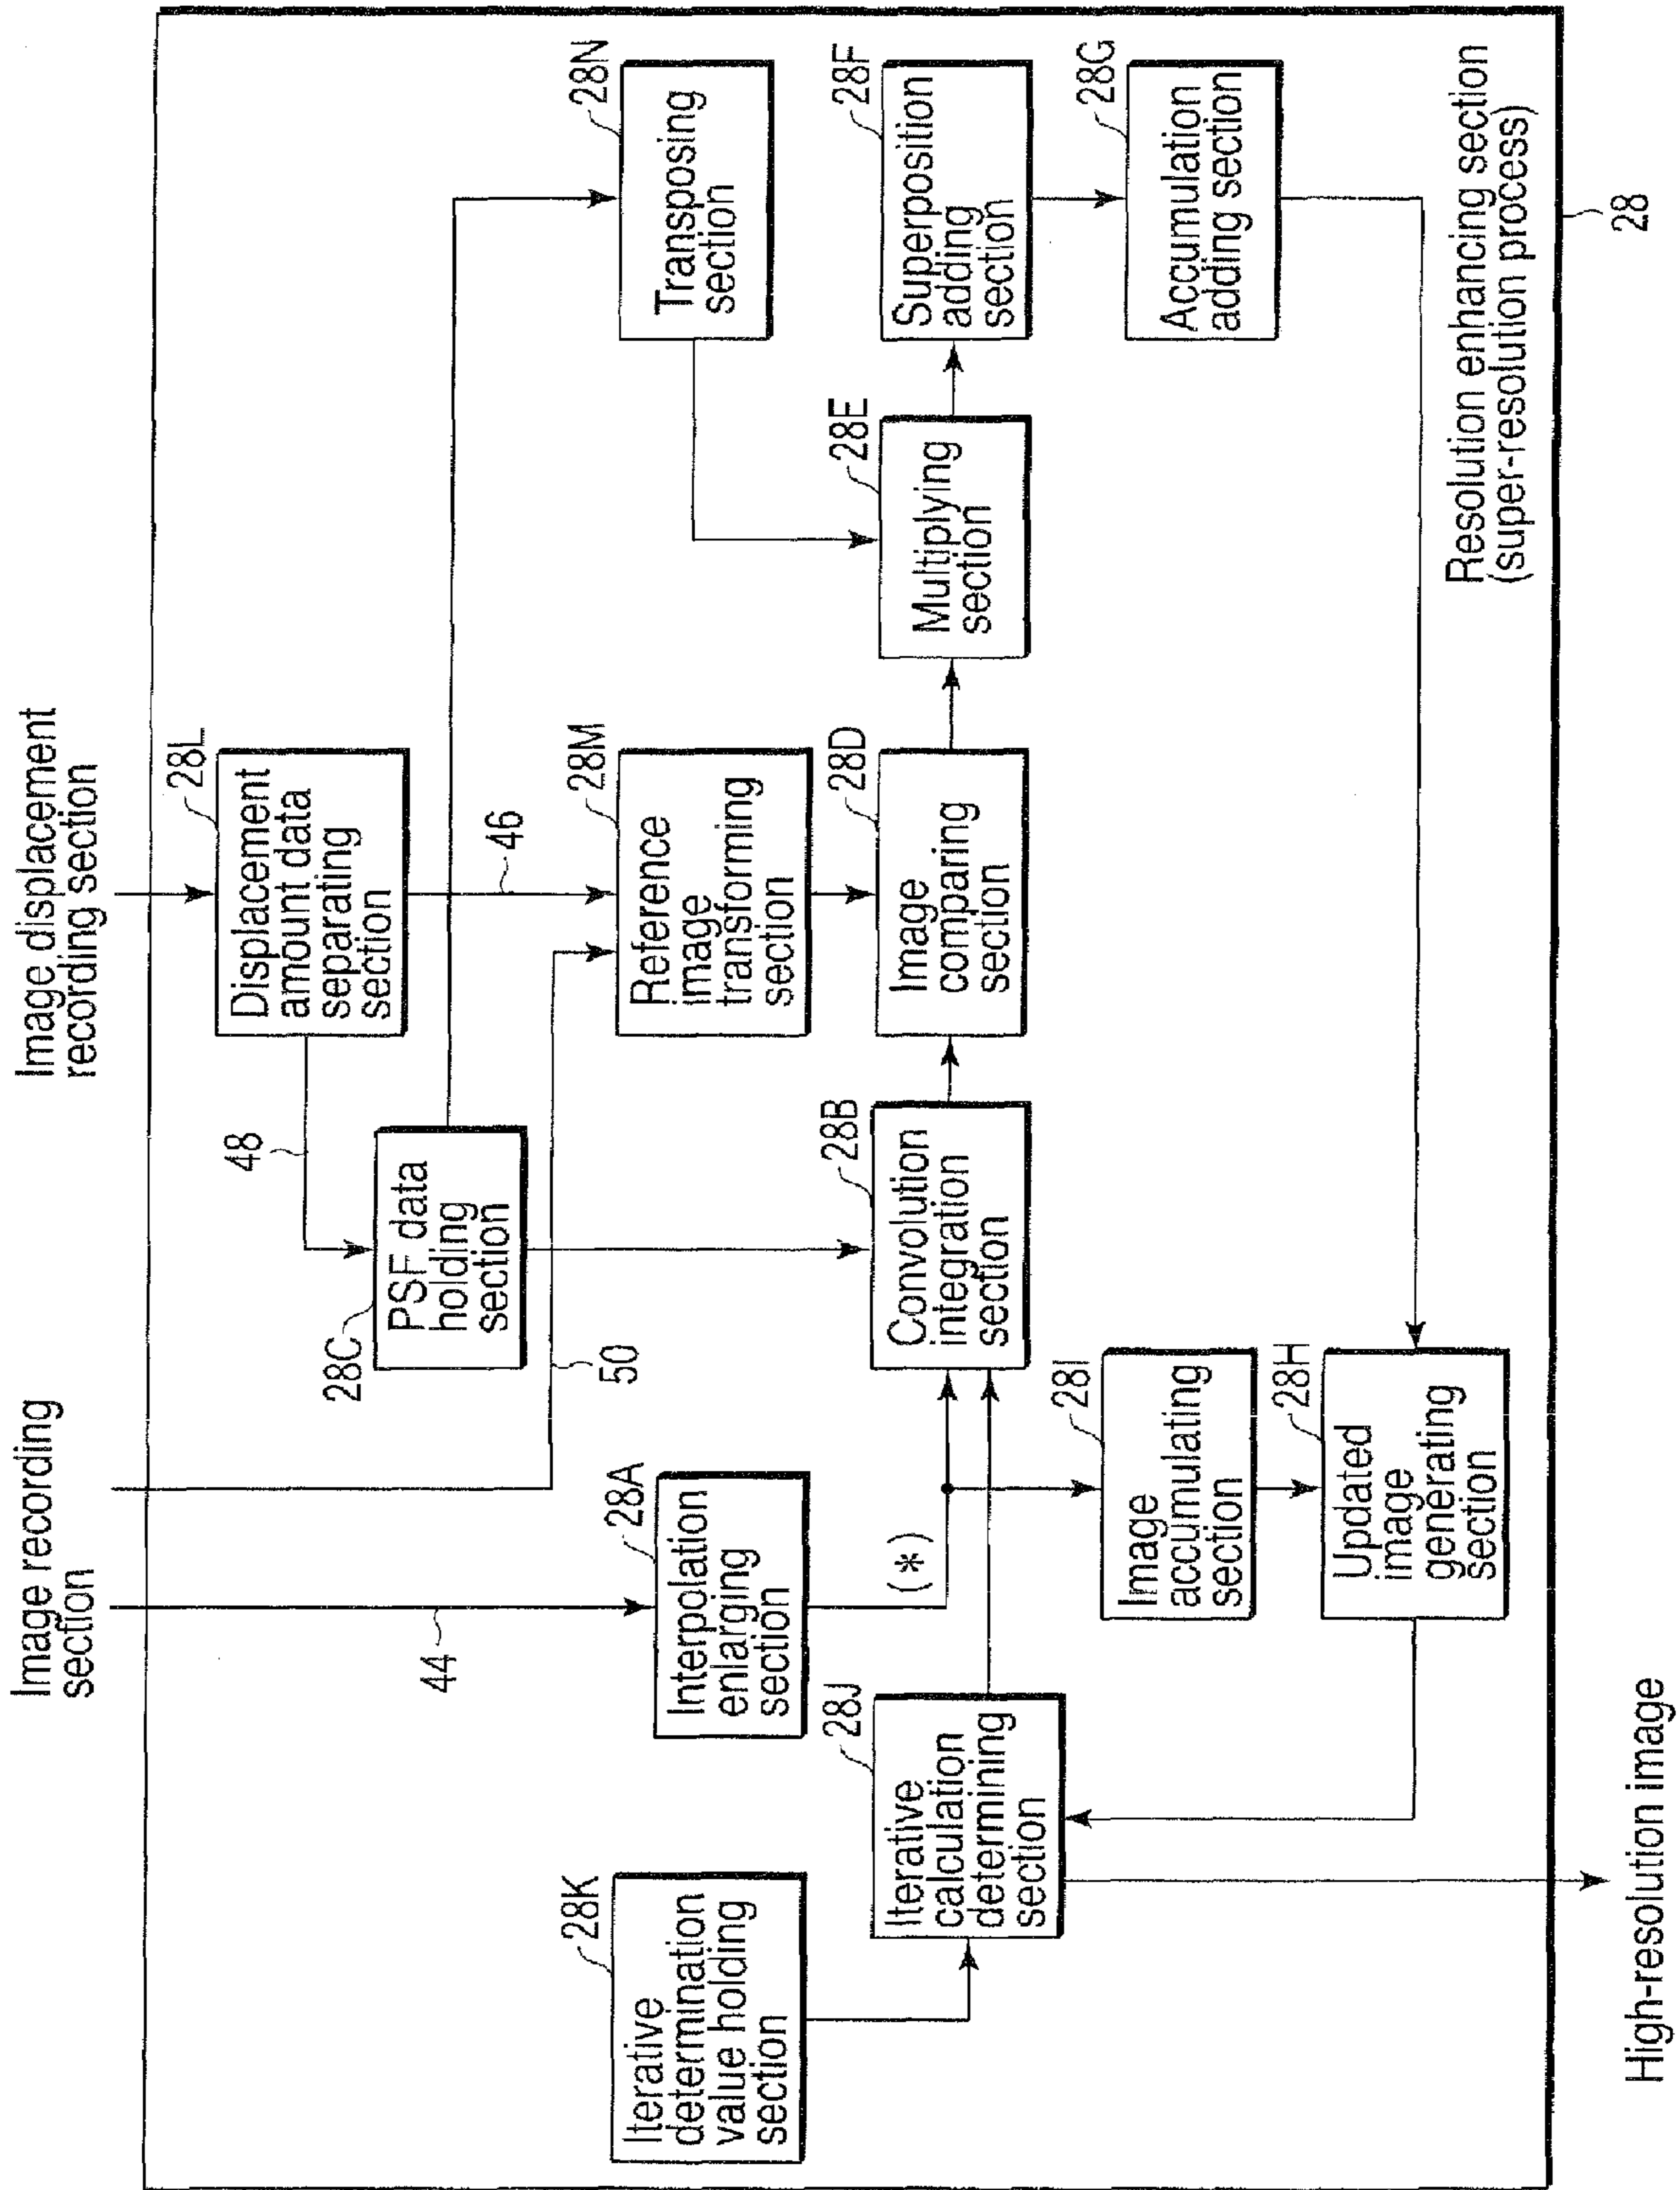 Image recording
section
Image displacement
recording section
44
50
48
46
28L
Displacement
amount data
separating
section
28C
PSF data
holding
section
28K
Iterative
determination
value holding
section
28A
Interpolation
enlarging
section
28M
Reference
image
transforming
section
28N
Transposing
section
(*)
28J
Iterative
calculation
determining
section
28B
Convolution
integration
section
28D
Image
comparing
section
28E
Multiplying
section
28F
Superposition
adding
section
28I
Image
accumulating
section
28G
Accumulation
adding section
28H
Updated
image
generating
section
Resolution enhancing section
(super-resolution process)
28
High-resolution image